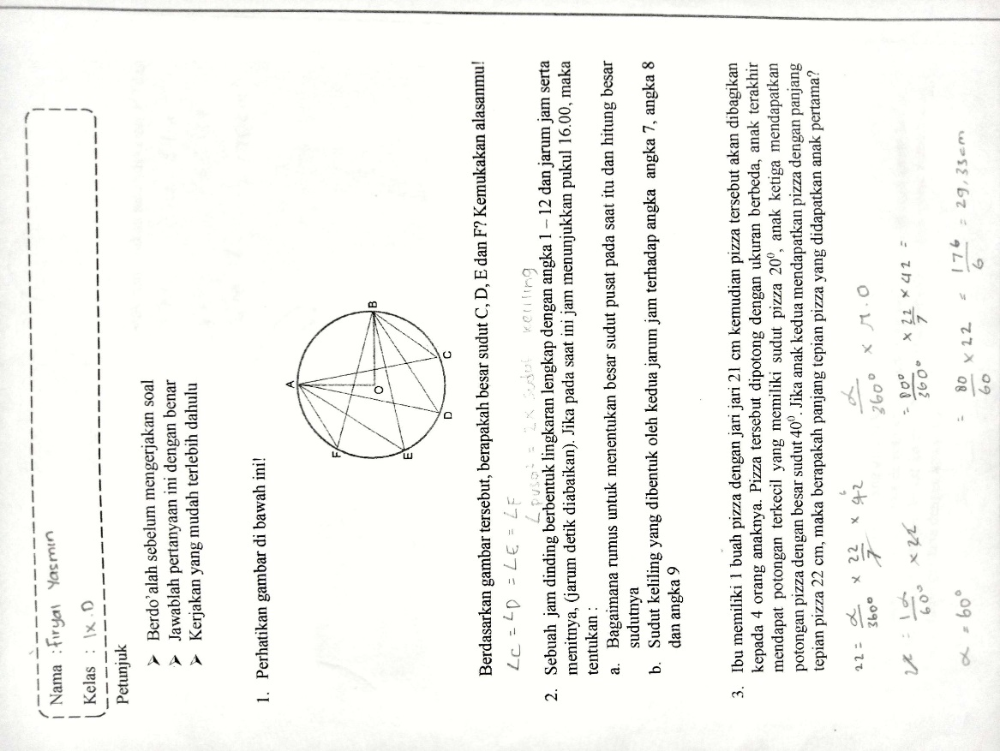 Nama : Firyal Yasmin
Kelas : IX.D
Petunjuk
➤ Berdo'alah sebelum mengerjakan soal
➤ Jawablah pertanyaan ini dengan benar
➤ Kerjakan yang mudah terlebih dahulu
1. Perhatikan gambar di bawah ini!
A
B
C
D
E
F
O
Berdasarkan gambar tersebut, berapakah besar sudut C, D, E dan F? Kemukakan alasanmu!
∠C = ∠D = ∠E = ∠F
∠pusat = 2 x sudut keliling
2. Sebuah jam dinding berbentuk lingkaran lengkap dengan angka 1 – 12 dan jarum jam serta
menitnya, (jarum detik diabaikan). Jika pada saat ini jam menunjukkan pukul 16.00, maka
tentukan :
a. Bagaimana rumus untuk menentukan besar sudut pusat pada saat itu dan hitung besar
sudutnya
b. Sudut keliling yang dibentuk oleh kedua jarum jam terhadap angka 7, angka 8
dan angka 9
3. Ibu memiliki 1 buah pizza dengan jari jari 21 cm kemudian pizza tersebut akan dibagikan
kepada 4 orang anaknya. Pizza tersebut dipotong dengan ukuran berbeda, anak terakhir
mendapat potongan terkecil yang memiliki sudut pizza 20⁰, anak ketiga mendapatkan
potongan pizza dengan besar sudut 40⁰. Jika anak kedua mendapatkan pizza dengan panjang
tepian pizza 22 cm, maka berapakah panjang tepian pizza yang didapatkan anak pertama?
22 = α/360° x 22/7 x 42
α = 60°
α/360° x π.D
= 80°/360° x 22/7 x 42 =
= 80/60 x 22 = 176/6 = 29,33 cm